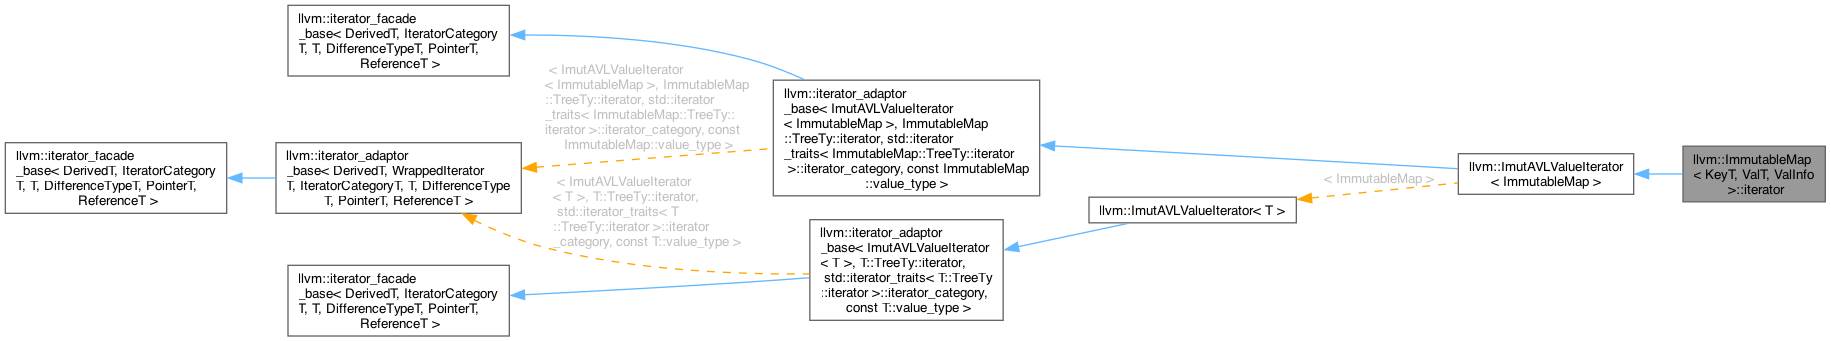 llvm::iterator_facade
_base< DerivedT, IteratorCategory
T, T, DifferenceTypeT, PointerT,
ReferenceT >
< ImutAVLValueIterator
< ImmutableMap >, ImmutableMap
::TreeTy::iterator, std::iterator
_traits< ImmutableMap::TreeTy::
iterator >::iterator_category, const
ImmutableMap::value_type >
llvm::iterator_adaptor
_base< ImutAVLValueIterator
< ImmutableMap >, ImmutableMap
::TreeTy::iterator, std::iterator
_traits< ImmutableMap::TreeTy::iterator
>::iterator_category, const ImmutableMap
::value_type >
llvm::iterator_facade
_base< DerivedT, IteratorCategory
T, T, DifferenceTypeT, PointerT,
ReferenceT >
llvm::iterator_adaptor
_base< DerivedT, WrappedIterator
T, IteratorCategoryT, T, DifferenceType
T, PointerT, ReferenceT >
< ImutAVLValueIterator
< T >, T::TreeTy::iterator,
std::iterator_traits< T
::TreeTy::iterator >::iterator
_category, const T::value_type >
llvm::ImutAVLValueIterator< T >
< ImmutableMap >
llvm::ImutAVLValueIterator
< ImmutableMap >
llvm::ImmutableMap
< KeyT, ValT, ValInfo
>::iterator
llvm::iterator_adaptor
_base< ImutAVLValueIterator
< T >, T::TreeTy::iterator,
std::iterator_traits< T::TreeTy
::iterator >::iterator_category,
const T::value_type >
llvm::iterator_facade
_base< DerivedT, IteratorCategory
T, T, DifferenceTypeT, PointerT,
ReferenceT >